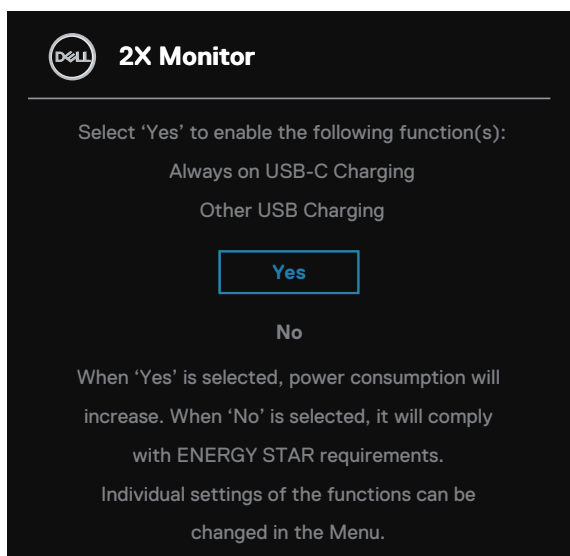 DELL 2X Monitor
Select ‘Yes’ to enable the following function(s):
Always on USB-C Charging
Other USB Charging
Yes
No
When ‘Yes’ is selected, power consumption will
increase. When ‘No’ is selected, it will comply
with ENERGY STAR requirements.
Individual settings of the functions can be
changed in the Menu.